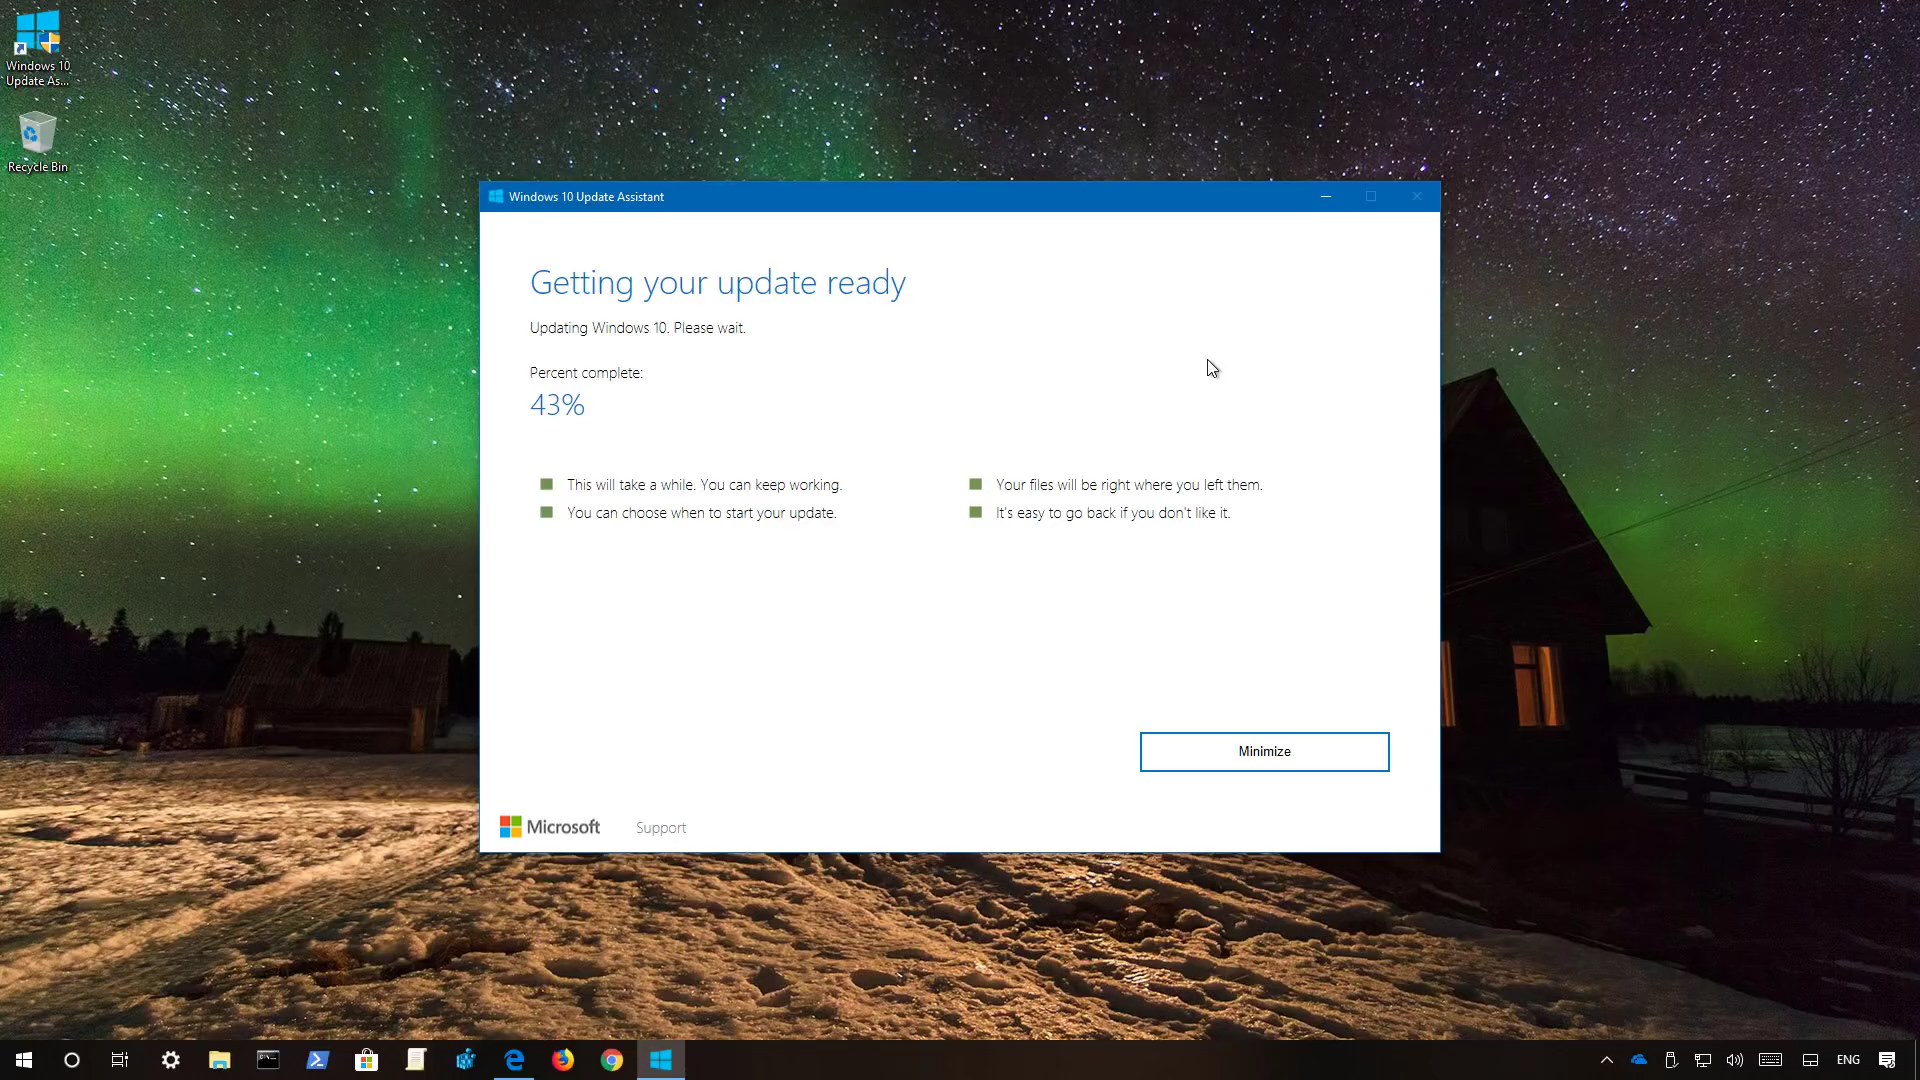 Windows 10
Update As...
Recycle Bin
Windows 10 Update Assistant
Getting your update ready
Updating Windows 10. Please wait.
Percent complete:
43%
This will take a while. You can keep working.
You can choose when to start your update.
Your files will be right where you left them.
It's easy to go back if you don't like it.
Minimize
Microsoft
Support
ENG